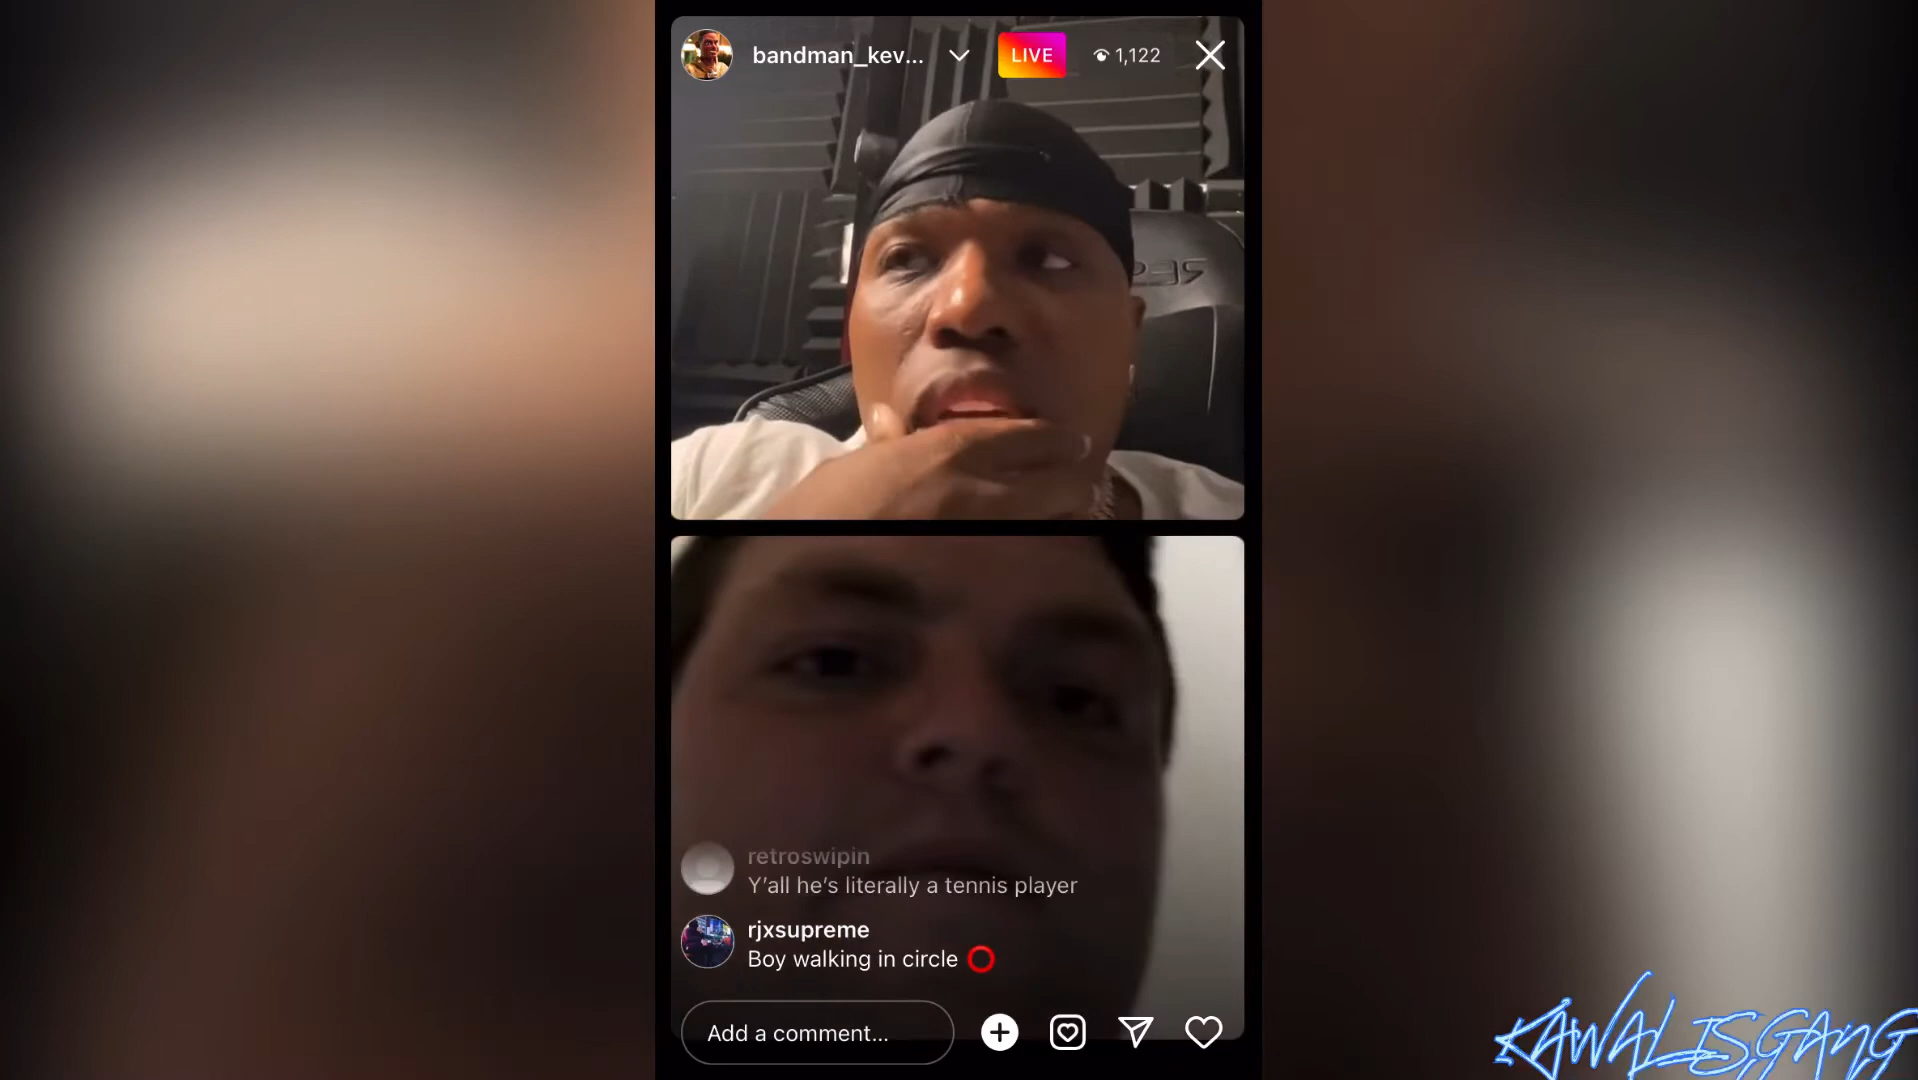 bandman_kev...
LIVE
1,122
retroswipin
Y'all he's literally a tennis player
rjxsupreme
Boy walking in circle ⭕
Add a comment...
KAWALISGANG